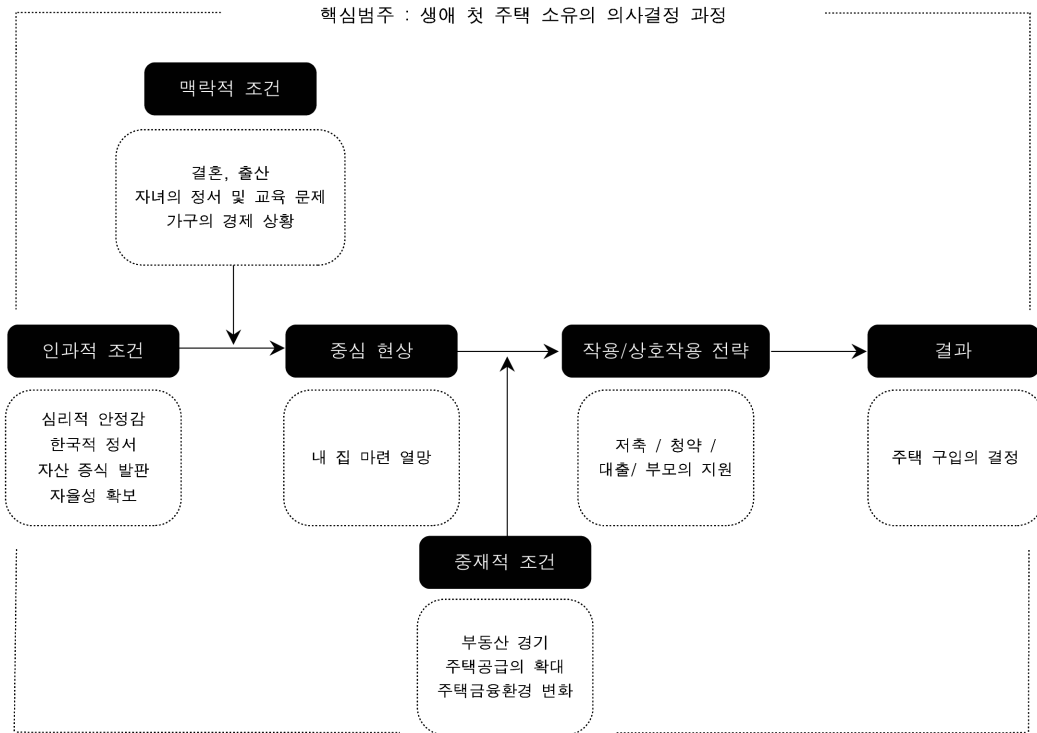 핵심범주 : 생애 첫 주택 소유의 의사결정 과정
맥락적 조건
결혼, 출산
자녀의 정서 및 교육 문제
가구의 경제 상황
인과적 조건
심리적 안정감
한국적 정서
자산 증식 발판
자율성 확보
중심 현상
내 집 마련 열망
작용/상호작용 전략
저축 / 청약 /
대출/ 부모의 지원
결과
주택 구입의 결정
중재적 조건
부동산 경기
주택공급의 확대
주택금융환경 변화